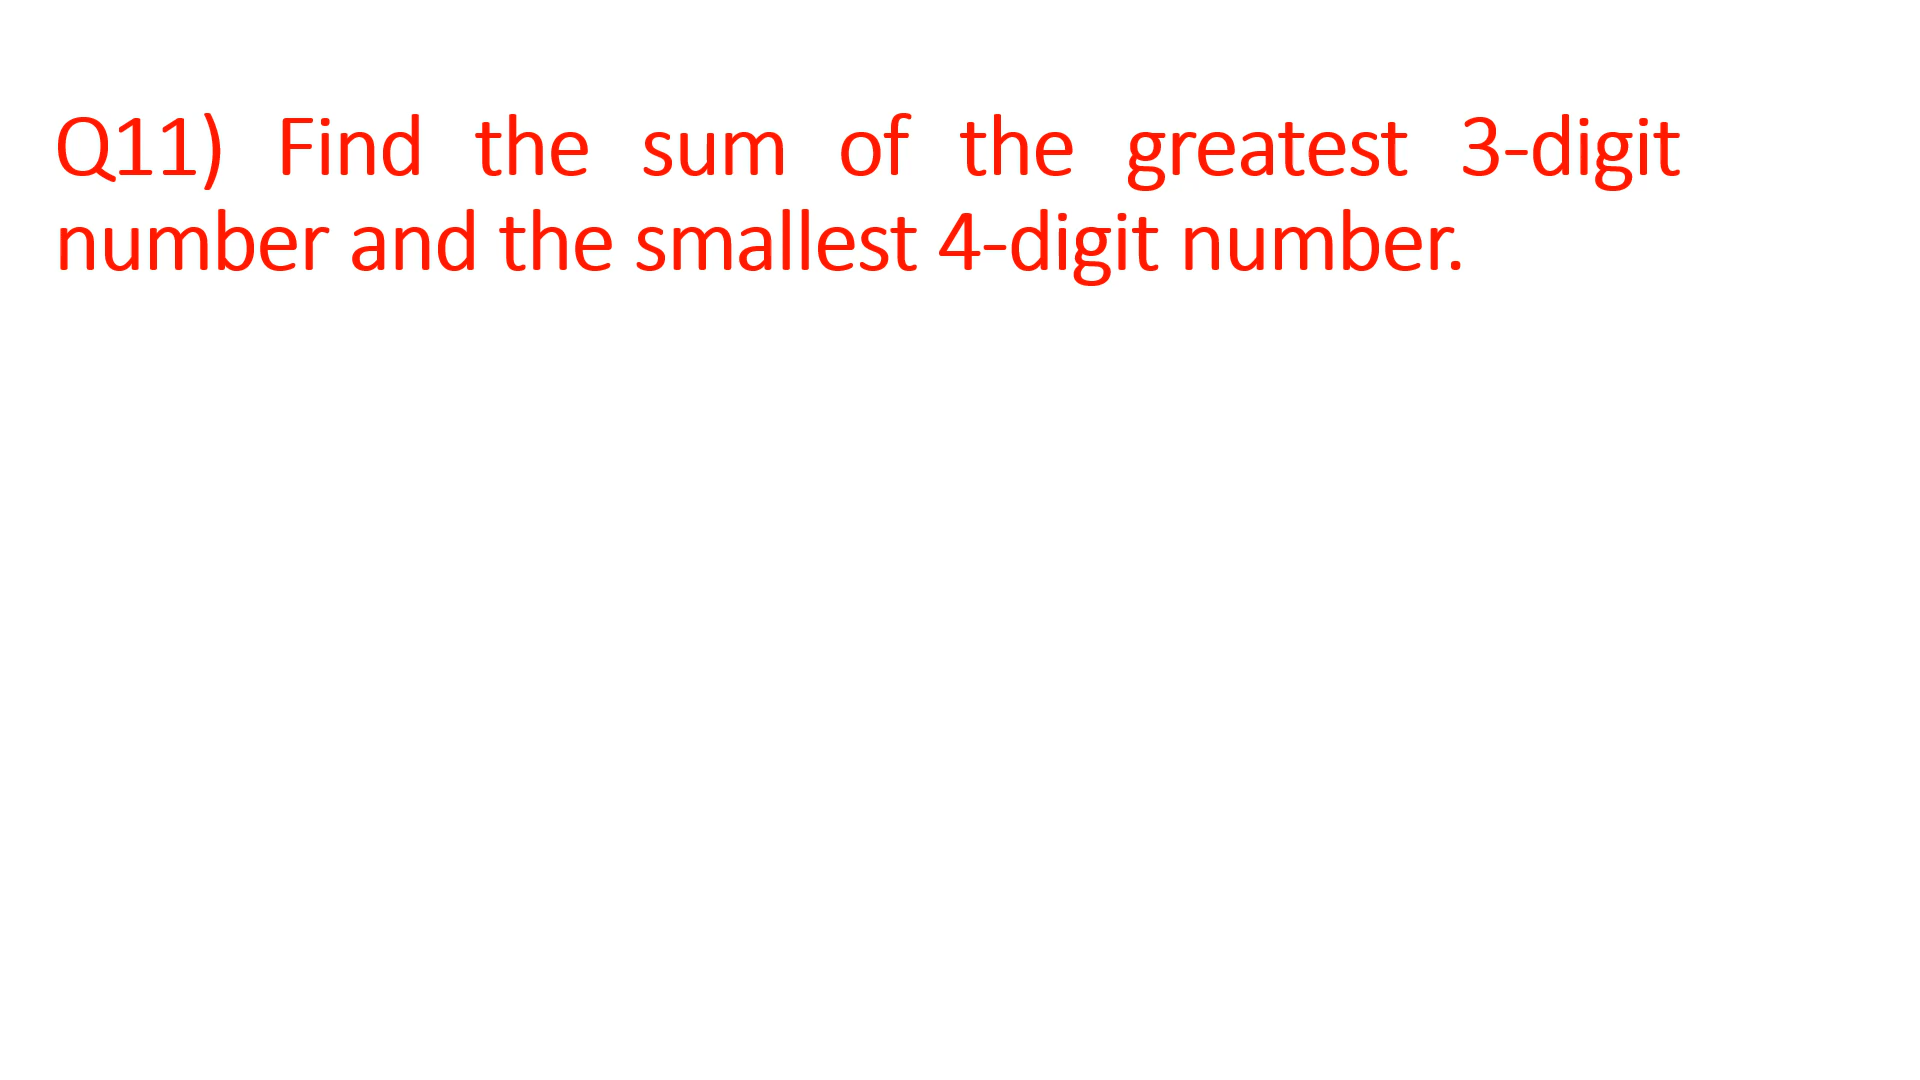 Q11) Find the sum of the greatest 3-digit
number and the smallest 4-digit number.